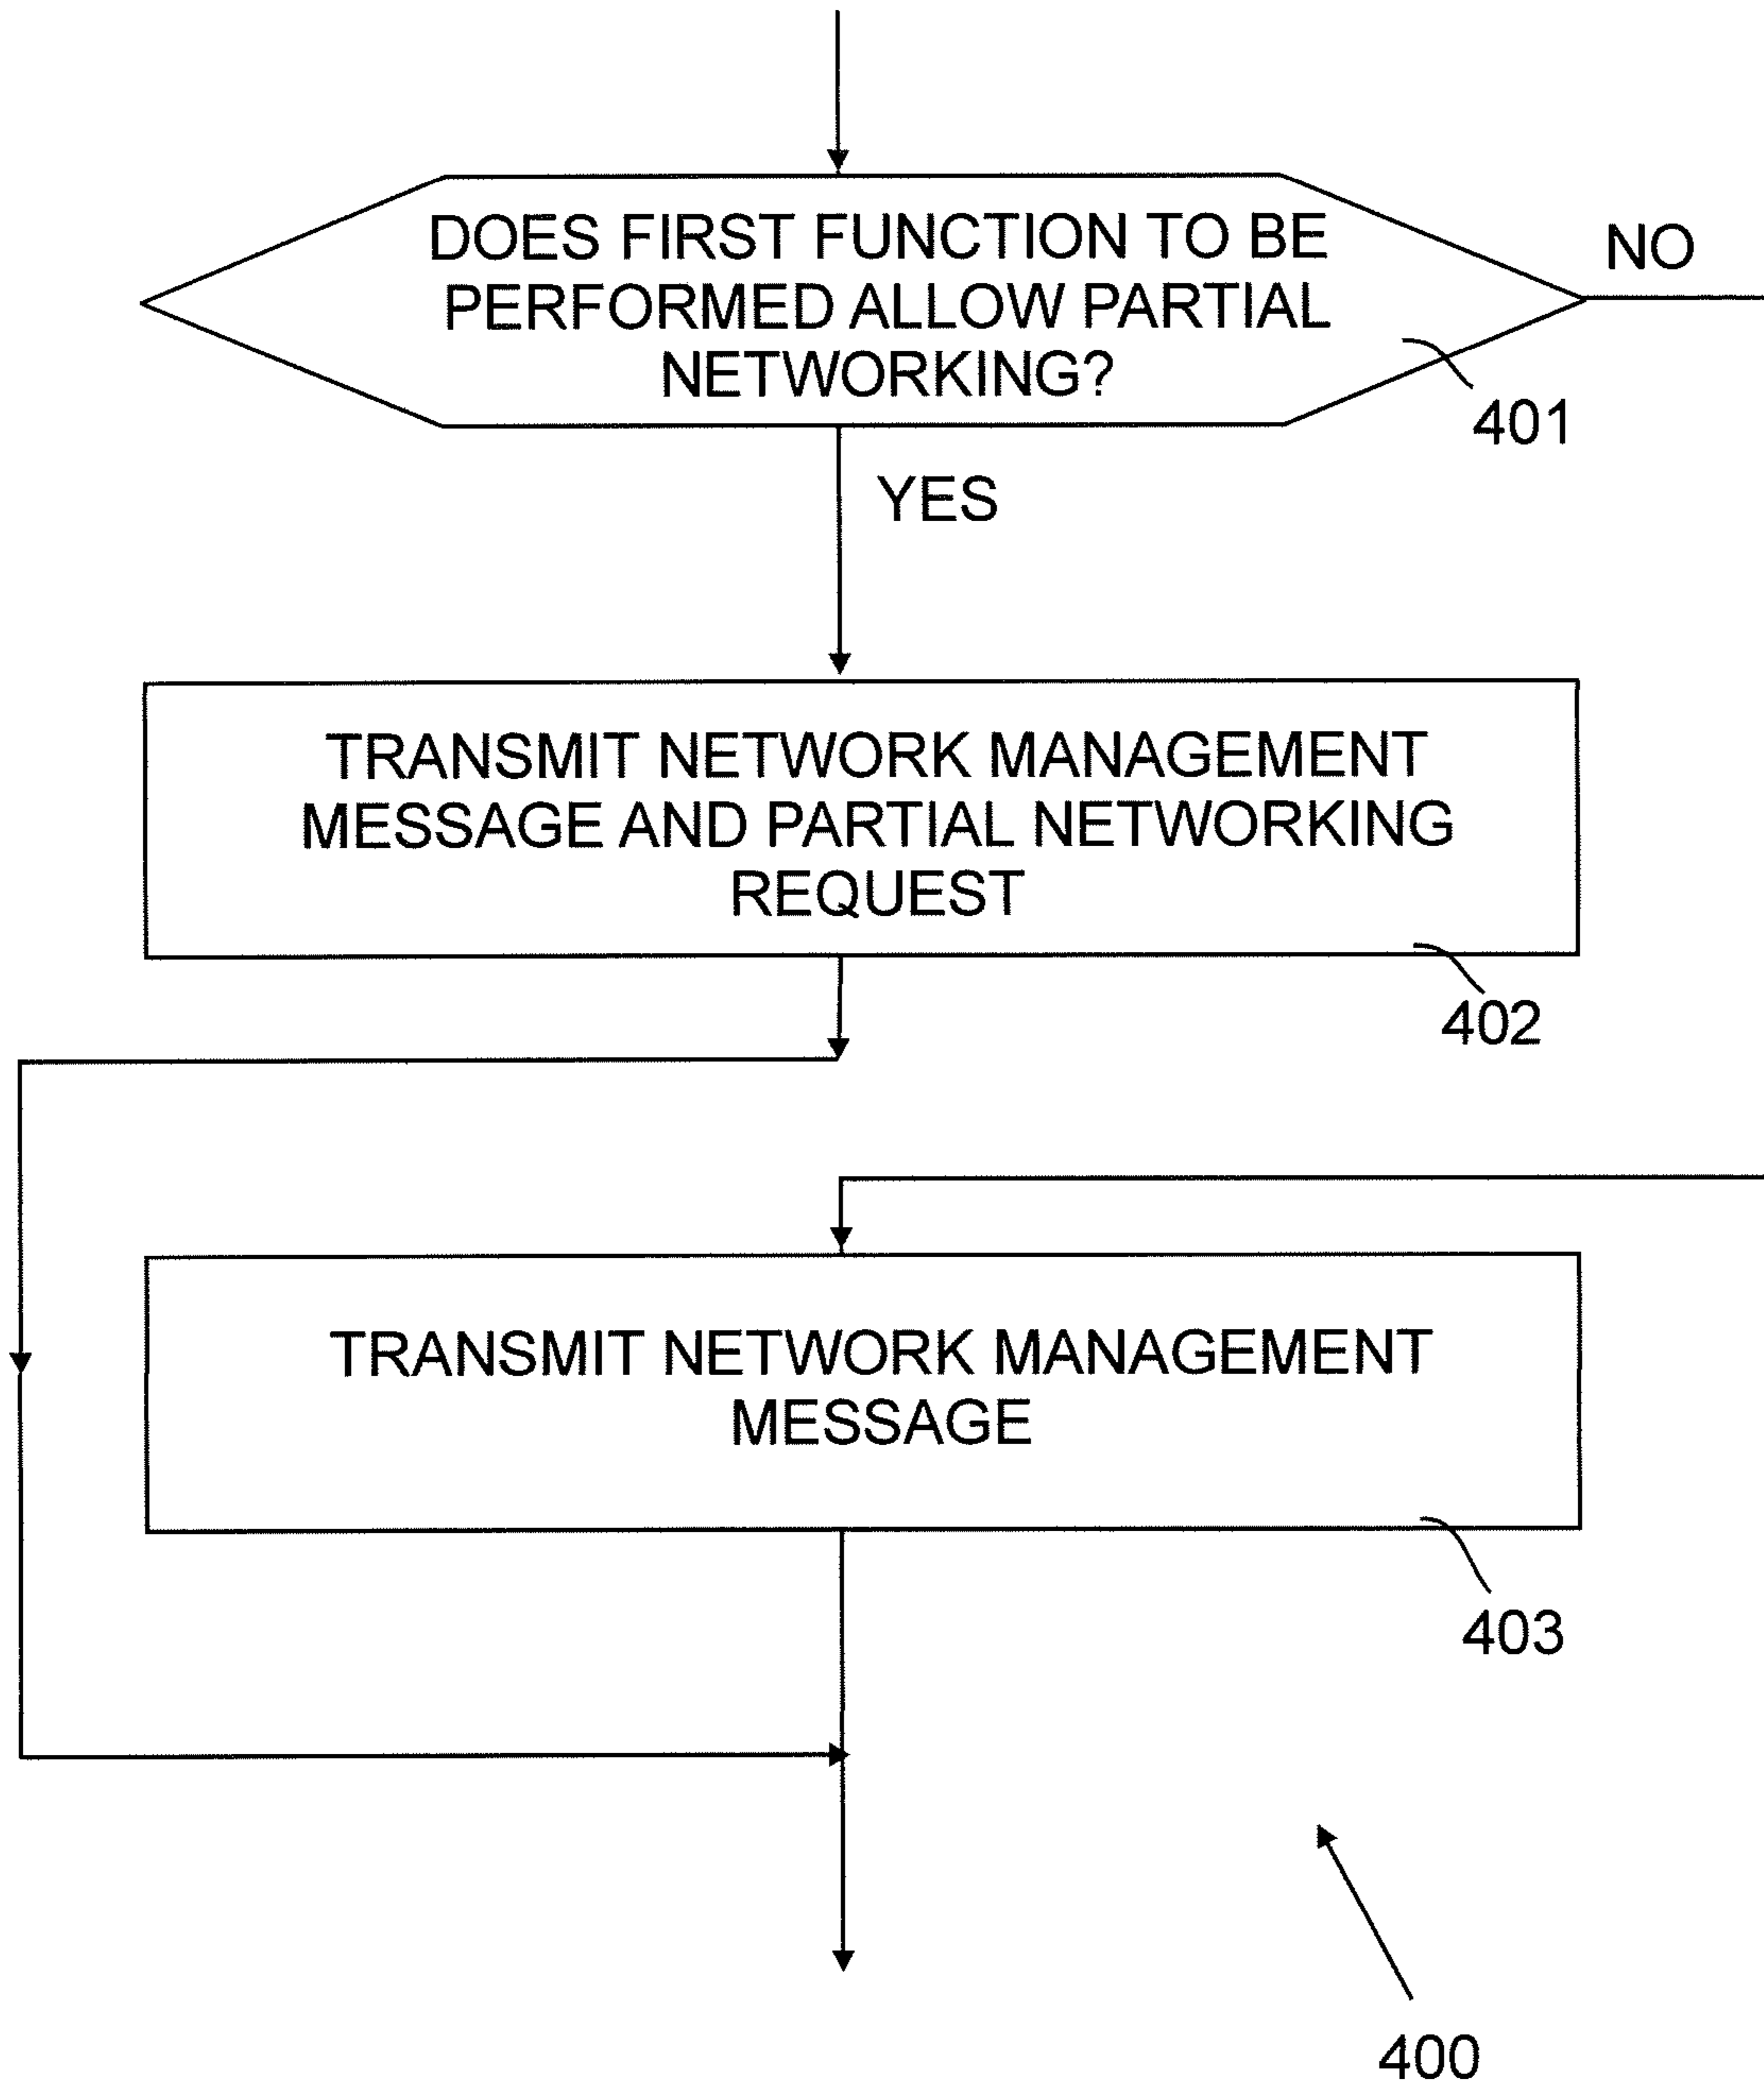 DOES FIRST FUNCTION TO BE
PERFORMED ALLOW PARTIAL
NETWORKING?
NO
401
YES
TRANSMIT NETWORK MANAGEMENT
MESSAGE AND PARTIAL NETWORKING
REQUEST
402
TRANSMIT NETWORK MANAGEMENT
MESSAGE
403
400